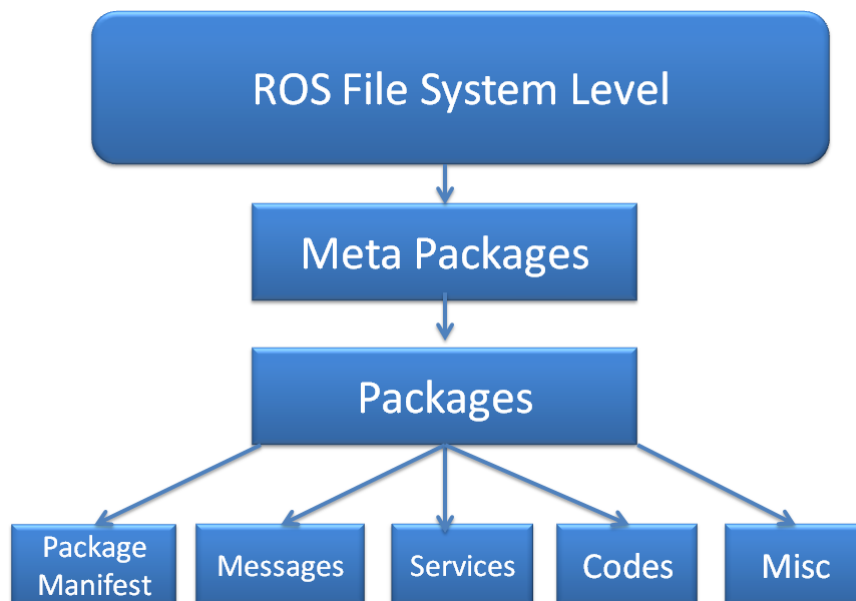 ROS File System Level
Meta Packages
Packages
Package
Manifest
Messages
Services
Codes
Misc